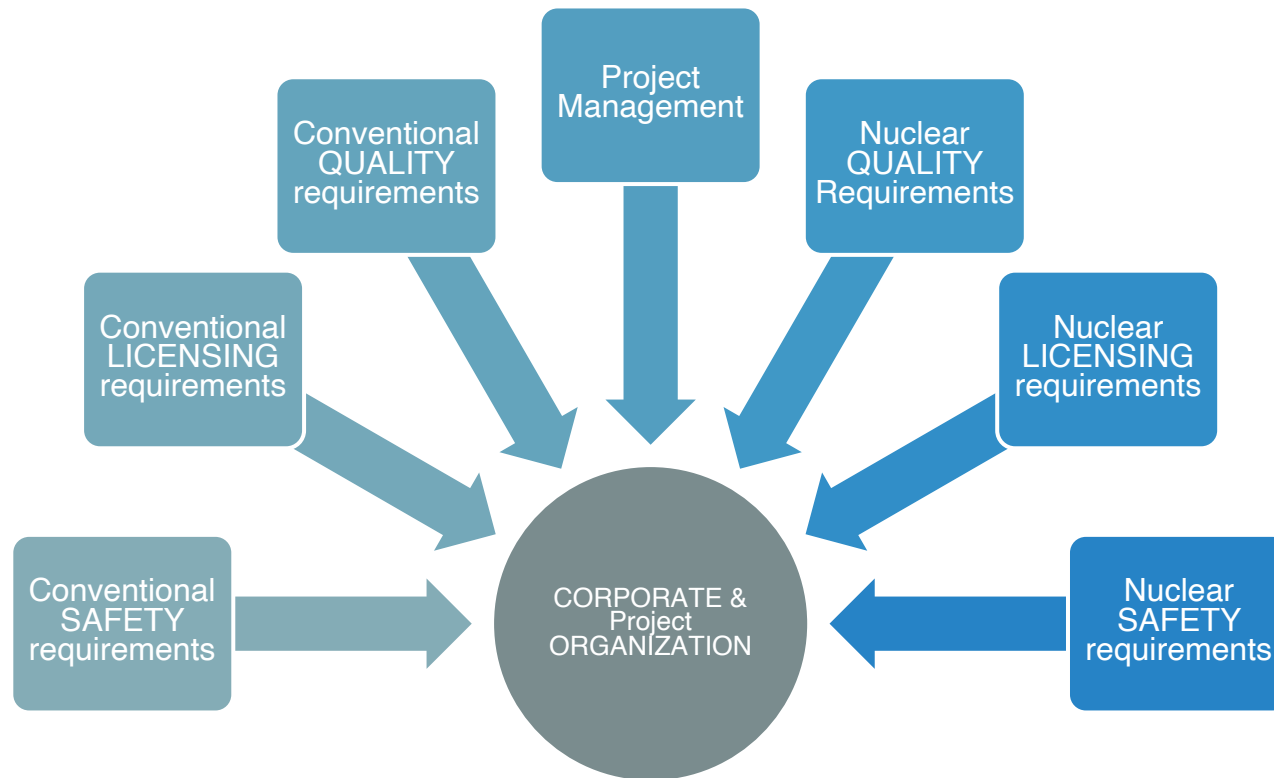 Project
Management
Conventional
QUALITY
requirements
Nuclear
QUALITY
Requirements
Conventional
LICENSING
requirements
Nuclear
LICENSING
requirements
Conventional
SAFETY
requirements
CORPORATE &
Project
ORGANIZATION
Nuclear
SAFETY
requirements